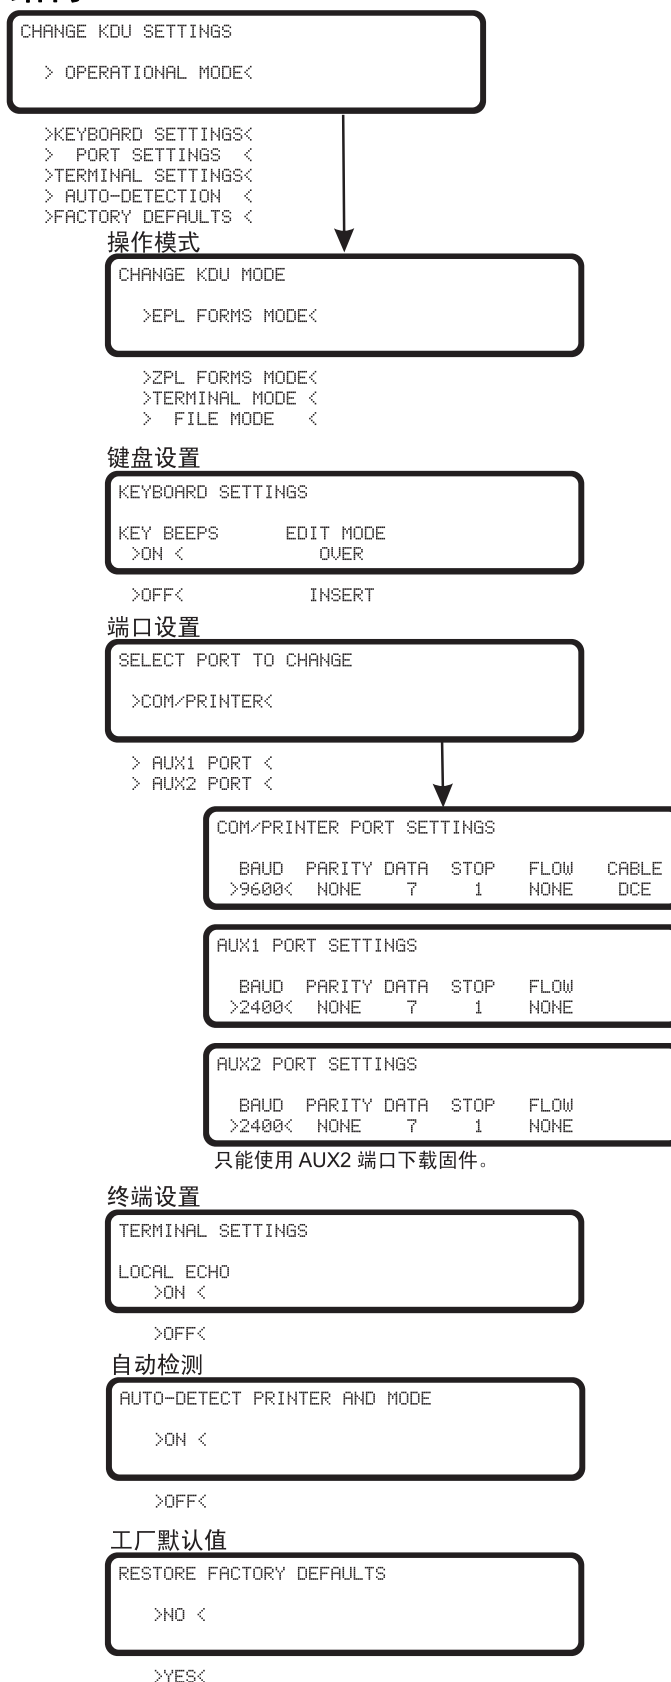 CHANGE KDU SETTINGS
> OPERATIONAL MODE<
>KEYBOARD SETTINGS<
> PORT SETTINGS <
>TERMINAL SETTINGS<
> AUTO-DETECTION <
>FACTORY DEFAULTS <
操作模式
CHANGE KDU MODE
>EPL FORMS MODE<
>ZPL FORMS MODE<
>TERMINAL MODE <
> FILE MODE <
键盘设置
KEYBOARD SETTINGS
KEY BEEPS EDIT MODE
>ON < OVER
>OFF< INSERT
端口设置
SELECT PORT TO CHANGE
>COM/PRINTER<
> AUX1 PORT <
> AUX2 PORT <
COM/PRINTER PORT SETTINGS
BAUD PARITY DATA STOP FLOW CABLE
>9600< NONE 7 1 NONE DCE
AUX1 PORT SETTINGS
BAUD PARITY DATA STOP FLOW
>2400< NONE 7 1 NONE
AUX2 PORT SETTINGS
BAUD PARITY DATA STOP FLOW
>2400< NONE 7 1 NONE
只能使用 AUX2 端口下载固件。
终端设置
TERMINAL SETTINGS
LOCAL ECHO
>ON <
>OFF<
自动检测
AUTO-DETECT PRINTER AND MODE
>ON <
>OFF<
工厂默认值
RESTORE FACTORY DEFAULTS
>NO <
>YES<